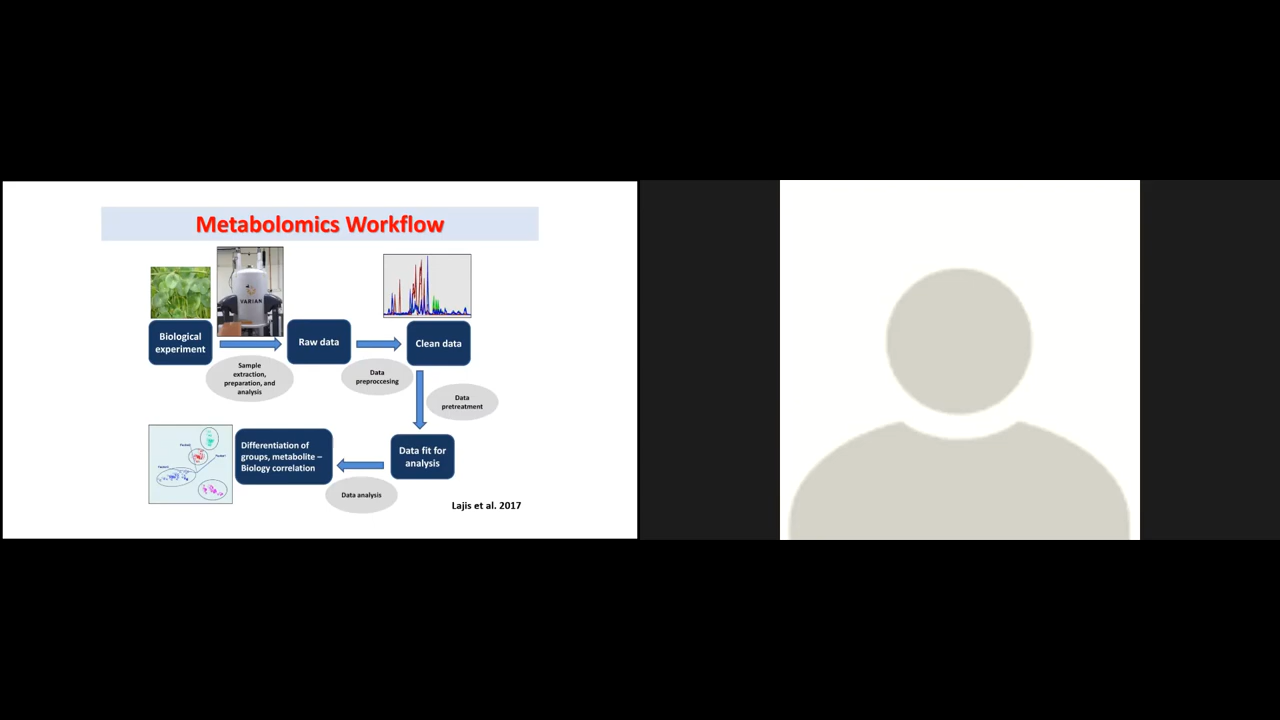 Metabolomics Workflow
VARIAN
Biological
experiment
Raw data
Clean data
Sample
extraction,
preparation, and
analysis
Data
preproccesing
Data
pretreatment
Differentiation of
groups, metabolite –
Biology correlation
Data fit for
analysis
Data analysis
Lajis et al. 2017